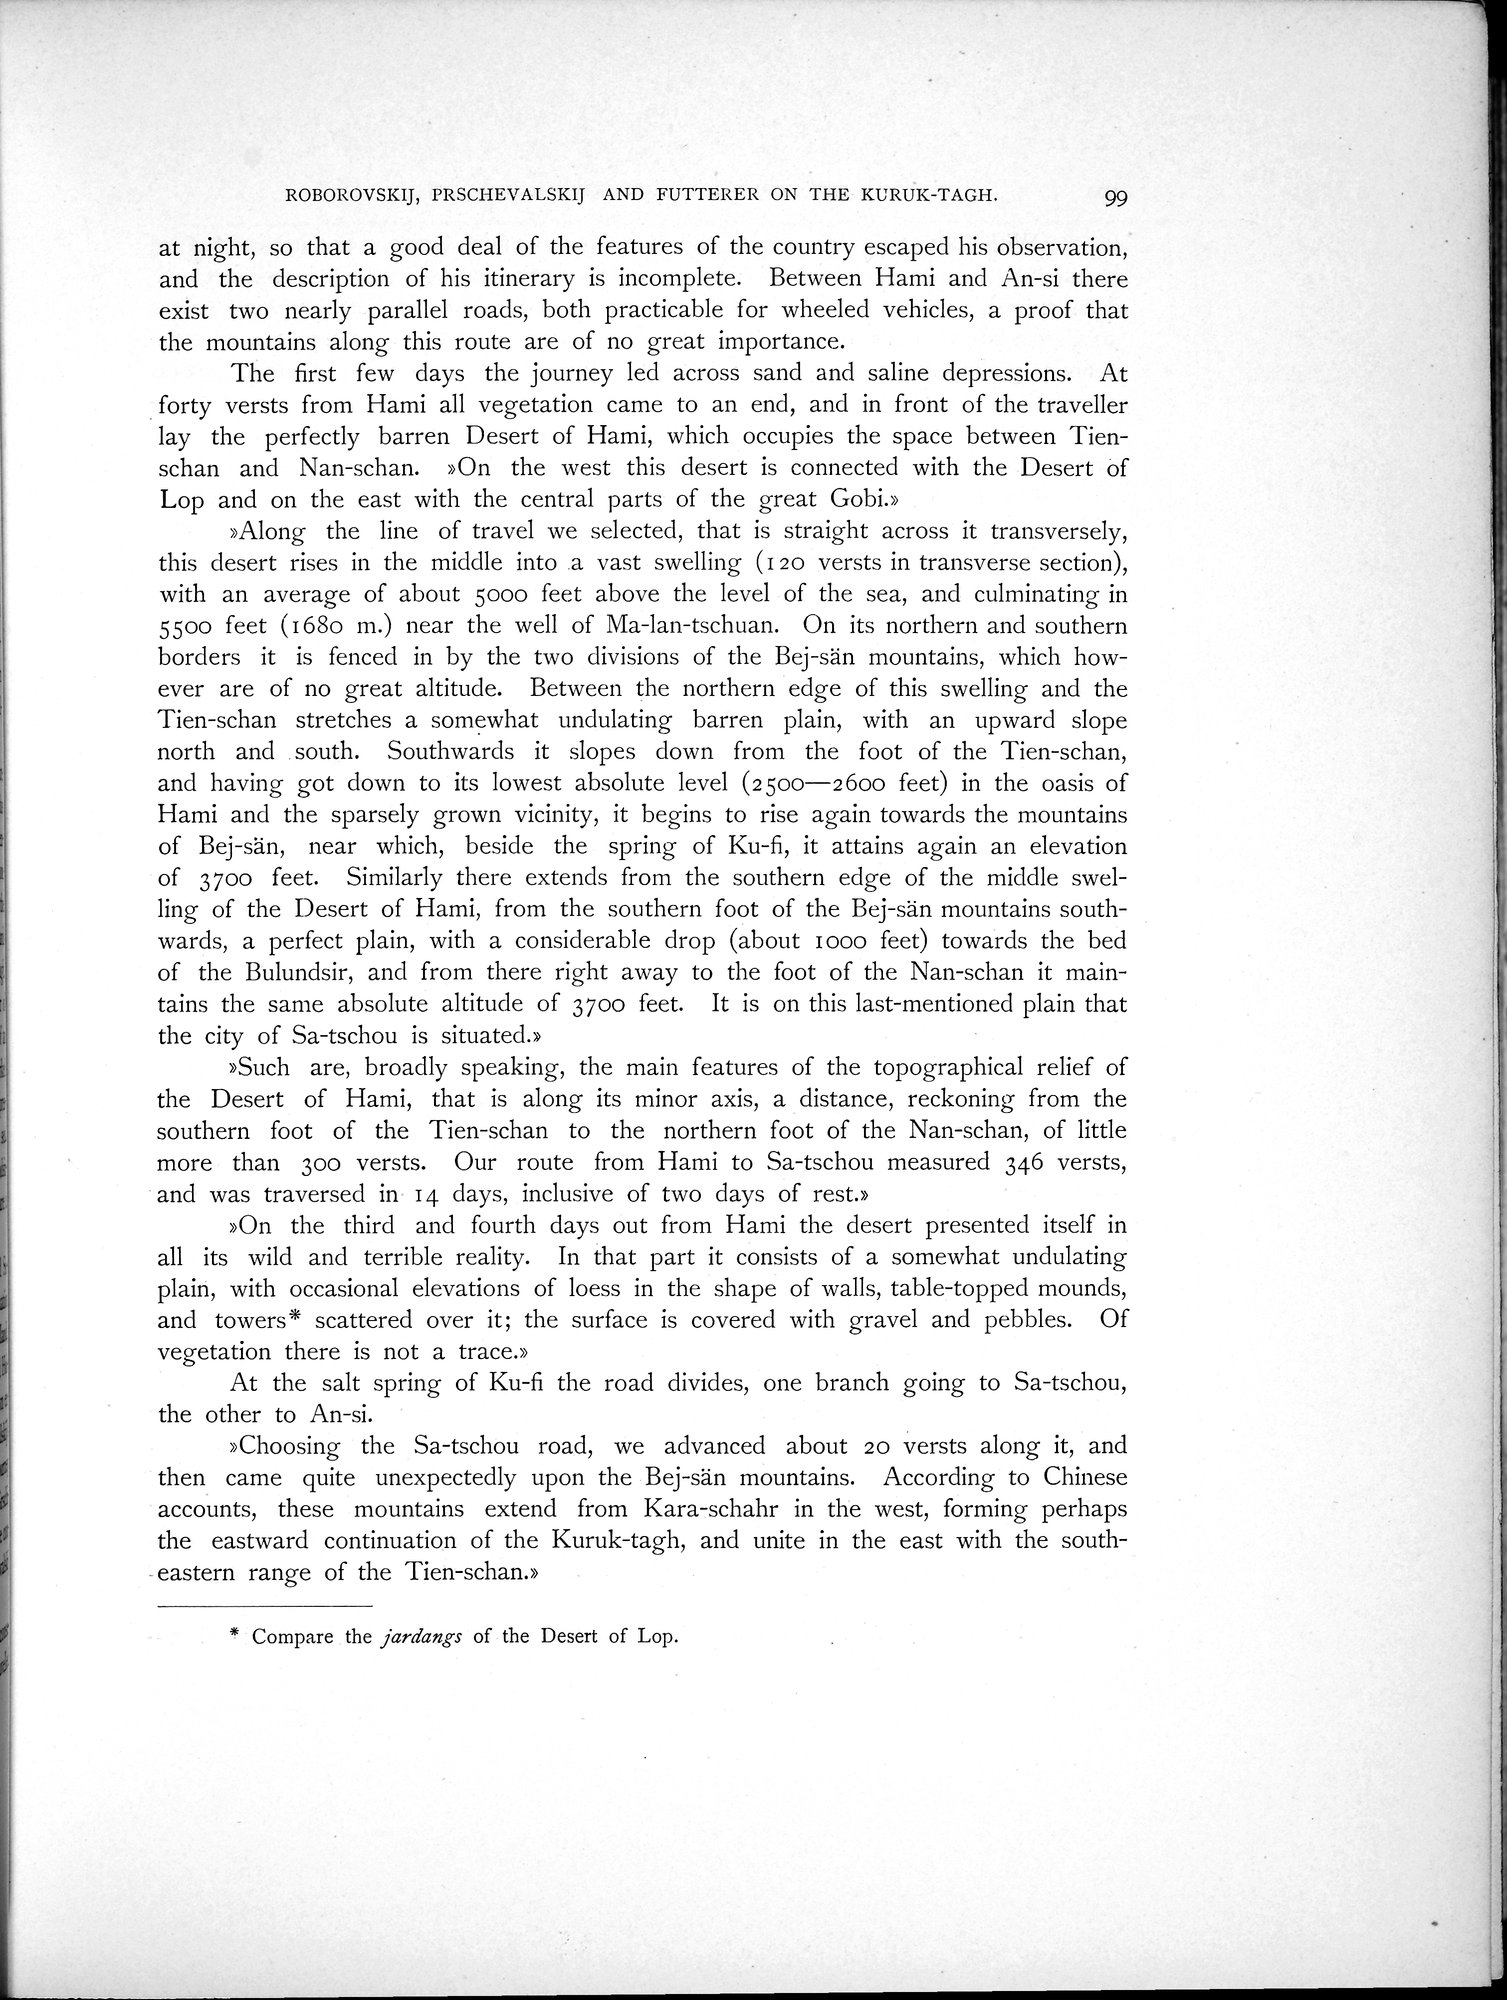 ROBOROVSKIJ, PRSCHEVALSKIJ AND FUTTERER ON THE KURUK-TAGH. 99
at night, so that a good deal of the features of the country escaped his observation,
and the description of his itinerary is incomplete. Between Hami and An-si there
exist two nearly parallel roads, both practicable for wheeled vehicles, a proof that
the mountains along this route are of no great importance.
The first few days the journey led across sand and saline depressions. At
forty versts from Hami all vegetation came to an end, and in front of the traveller
lay the perfectly barren Desert of Hami, which occupies the space between Tien-
schan and Nan-schan. »On the west this desert is connected with the Desert of
Lop and on the east with the central parts of the great Gobi.»
»Along the line of travel we selected, that is straight across it transversely,
this desert rises in the middle into a vast swelling (120 versts in transverse section),
with an average of about 5000 feet above the level of the sea, and culminating in
5500 feet (1680 m.) near the well of Ma-lan-tschuan. On its northern and southern
borders it is fenced in by the two divisions of the Bej-sän mountains, which how-
ever are of no great altitude. Between the northern edge of this swelling and the
Tien-schan stretches a somewhat undulating barren plain, with an upward slope
north and south. Southwards it slopes down from the foot of the Tien-schan,
and having got down to its lowest absolute level (2500—2600 feet) in the oasis of
Hami and the sparsely grown vicinity, it begins to rise again towards the mountains
of Bej-sän, near which, beside the spring of Ku-fi, it attains again an elevation
of 3700 feet. Similarly there extends from the southern edge of the middle swel-
ling of the Desert of Hami, from the southern foot of the Bej-sän mountains south-
wards, a perfect plain, with a considerable drop (about 1000 feet) towards the bed
of the Bulundsir, and from there right away to the foot of the Nan-schan it main-
tains the same absolute altitude of 3700 feet. It is on this last-mentioned plain that
the city of Sa-tschou is situated.»
»Such are, broadly speaking, the main features of the topographical relief of
the Desert of Hami, that is along its minor axis, a distance, reckoning from the
southern foot of the Tien-schan to the northern foot of the Nan-schan, of little
more than 300 versts. Our route from Hami to Sa-tschou measured 346 versts,
and was traversed in 14 days, inclusive of two days of rest.»
»On the third and fourth days out from Hami the desert presented itself in
all its wild and terrible reality. In that part it consists of a somewhat undulating
plain, with occasional elevations of loess in the shape of walls, table-topped mounds,
and towers* scattered over it; the surface is covered with gravel and pebbles. Of
vegetation there is not a trace.»
At the salt spring of Ku-fi the road divides, one branch going to Sa-tschou,
the other to An-si.
»Choosing the Sa-tschou road, we advanced about 20 versts along it, and
then came quite unexpectedly upon the Bej-sän mountains. According to Chinese
accounts, these mountains extend from Kara-schahr in the west, forming perhaps
the eastward continuation of the Kuruk-tagh, and unite in the east with the south-
eastern range of the Tien-schan.»
* Compare the jardangs of the Desert of Lop.